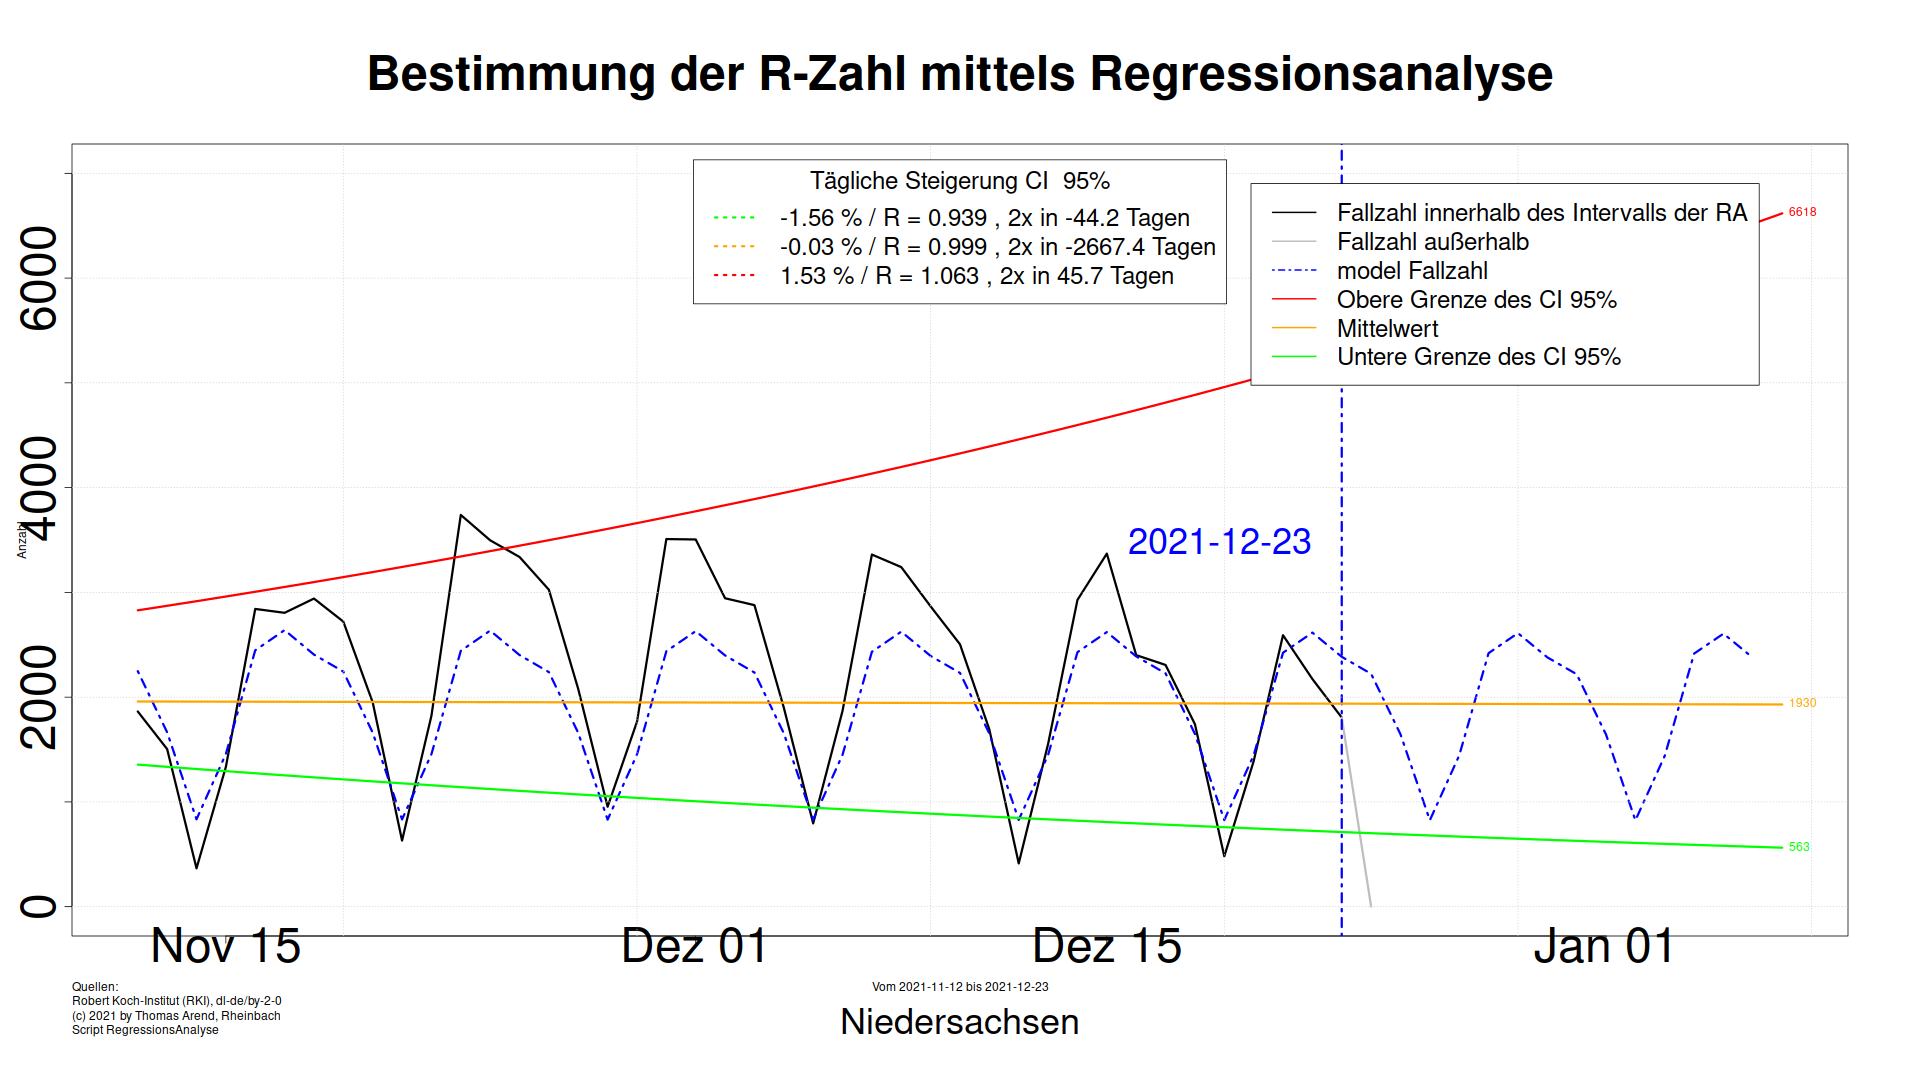 Bestimmung der R-Zahl mittels Regressionsanalyse
Tägliche Steigerung CI  95%
-1.56 % / R = 0.939 , 2x in -44.2 Tagen
-0.03 % / R = 0.999 , 2x in -2667.4 Tagen
1.53 % / R = 1.063 , 2x in 45.7 Tagen
Fallzahl innerhalb des Intervalls der RA
Fallzahl außerhalb
model Fallzahl
Obere Grenze des CI 95%
Mittelwert
Untere Grenze des CI 95%
6618
6000
4000
2000
0
Anzahl
2021-12-23
1930
563
Nov 15
Dez 01
Dez 15
Jan 01
Quellen:
Robert Koch-Institut (RKI), dl-de/by-2-0
(c) 2021 by Thomas Arend, Rheinbach
Script RegressionsAnalyse
Vom 2021-11-12 bis 2021-12-23
Niedersachsen